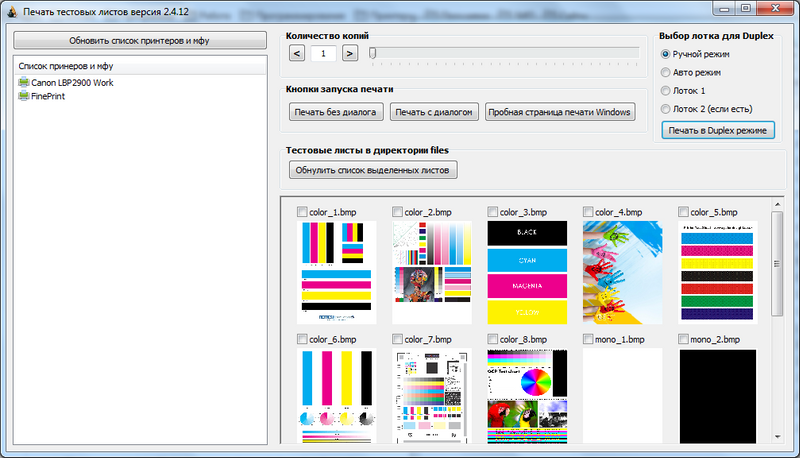 Печать тестовых листов версия 2.4.12
Обновить список принтеров и мфу
Список принеров и мфу
Canon LBP2900 Work
FinePrint
Количество копий
<
1
>
Кнопки запуска печати
Печать без диалога
Печать с диалогом
Пробная страница печати Windows
Выбор лотка для Duplex
Ручной режим
Авто режим
Лоток 1
Лоток 2 (если есть)
Печать в Duplex режиме
Тестовые листы в директории files
Обнулить список выделенных листов
color_1.bmp
color_2.bmp
color_3.bmp
color_4.bmp
color_5.bmp
BLACK
CYAN
MAGENTA
YELLOW
color_6.bmp
color_7.bmp
color_8.bmp
mono_1.bmp
mono_2.bmp